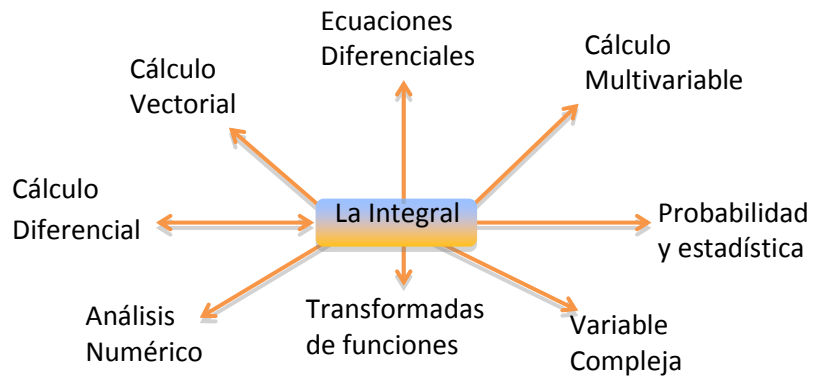 Ecuaciones
Diferenciales
Cálculo
Multivariable
Cálculo
Vectorial
Cálculo
Diferencial
La Integral
Probabilidad
y estadística
Análisis
Numérico
Transformadas
de funciones
Variable
Compleja